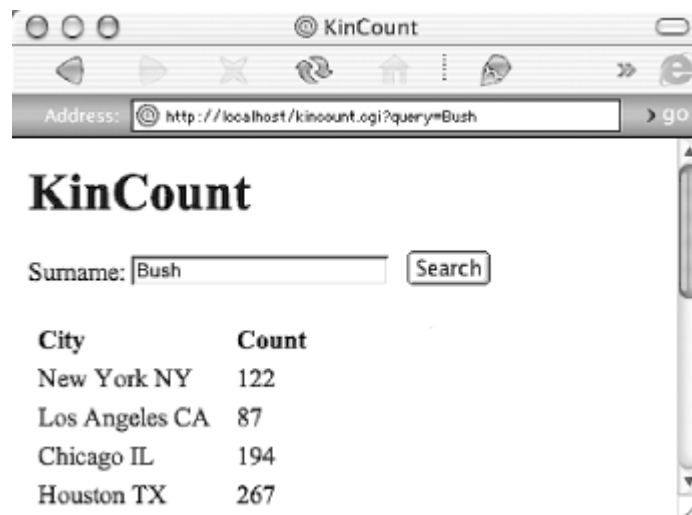 KinCount
Address: http://localhost/kincount.cgi?query=Bush go
KinCount
Surname: Bush Search
City Count
New York NY 122
Los Angeles CA 87
Chicago IL 194
Houston TX 267